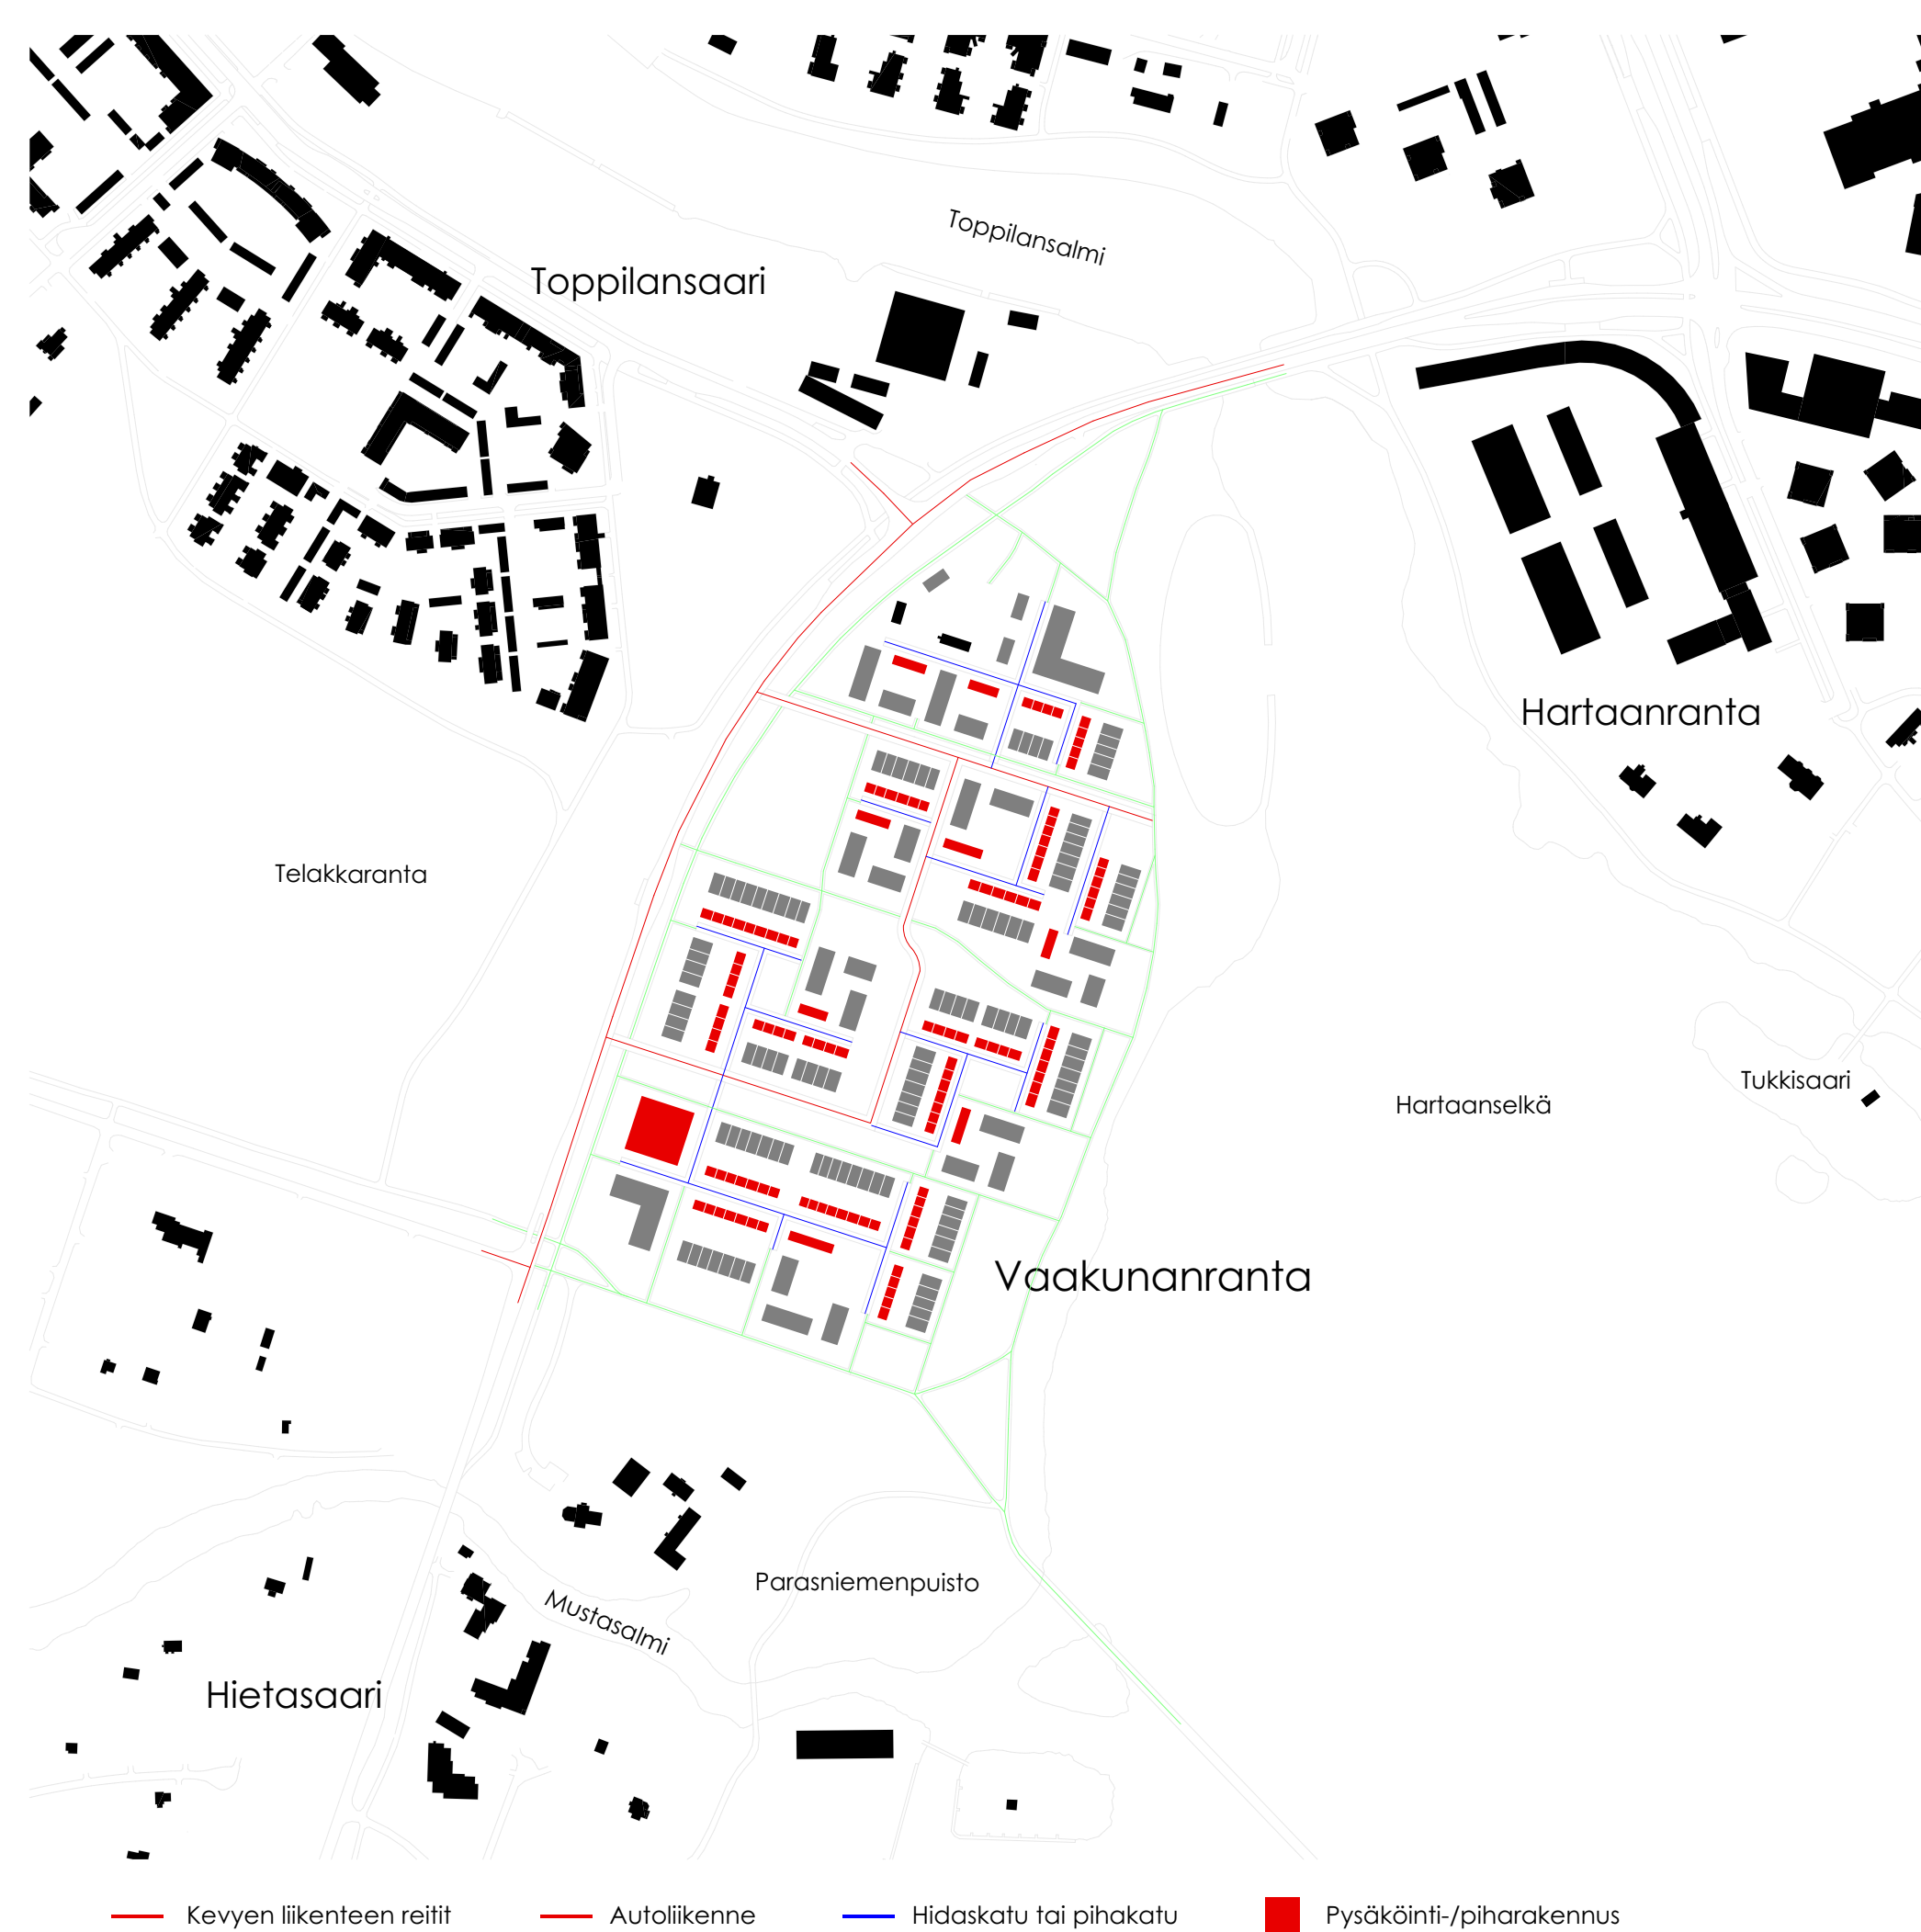 Toppilansalmi
Toppilansaari
Hartaanranta
Telakkaranta
Tukkisaari
Hartaanselkä
Vaakunanranta
Parasniemenpuisto
Mustasalmi
Hietasaari
Kevyen liikenteen reitit Autoliikenne Hidaskatu tai pihakatu Pysäköinti-/piharakennus